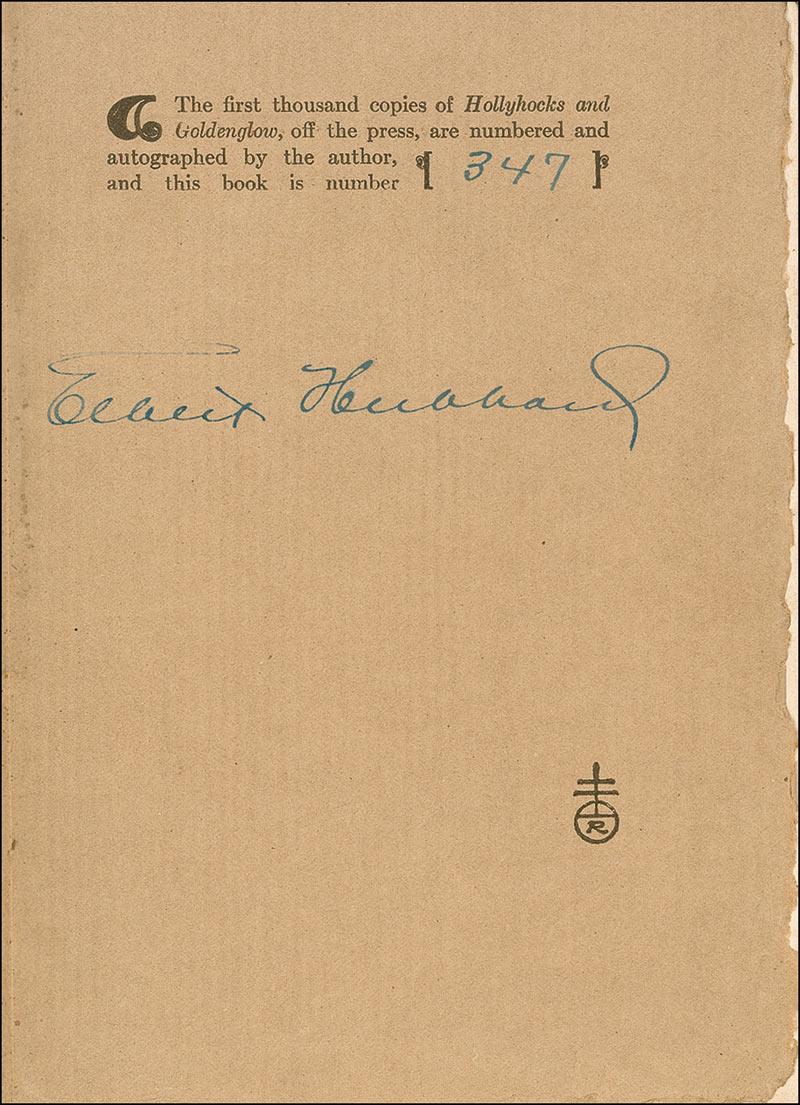 The first thousand copies of Hollyhocks and
Goldenglow, off the press, are numbered and
autographed by the author,
and this book is number [ 347 ]
Elbert Hubbard
R